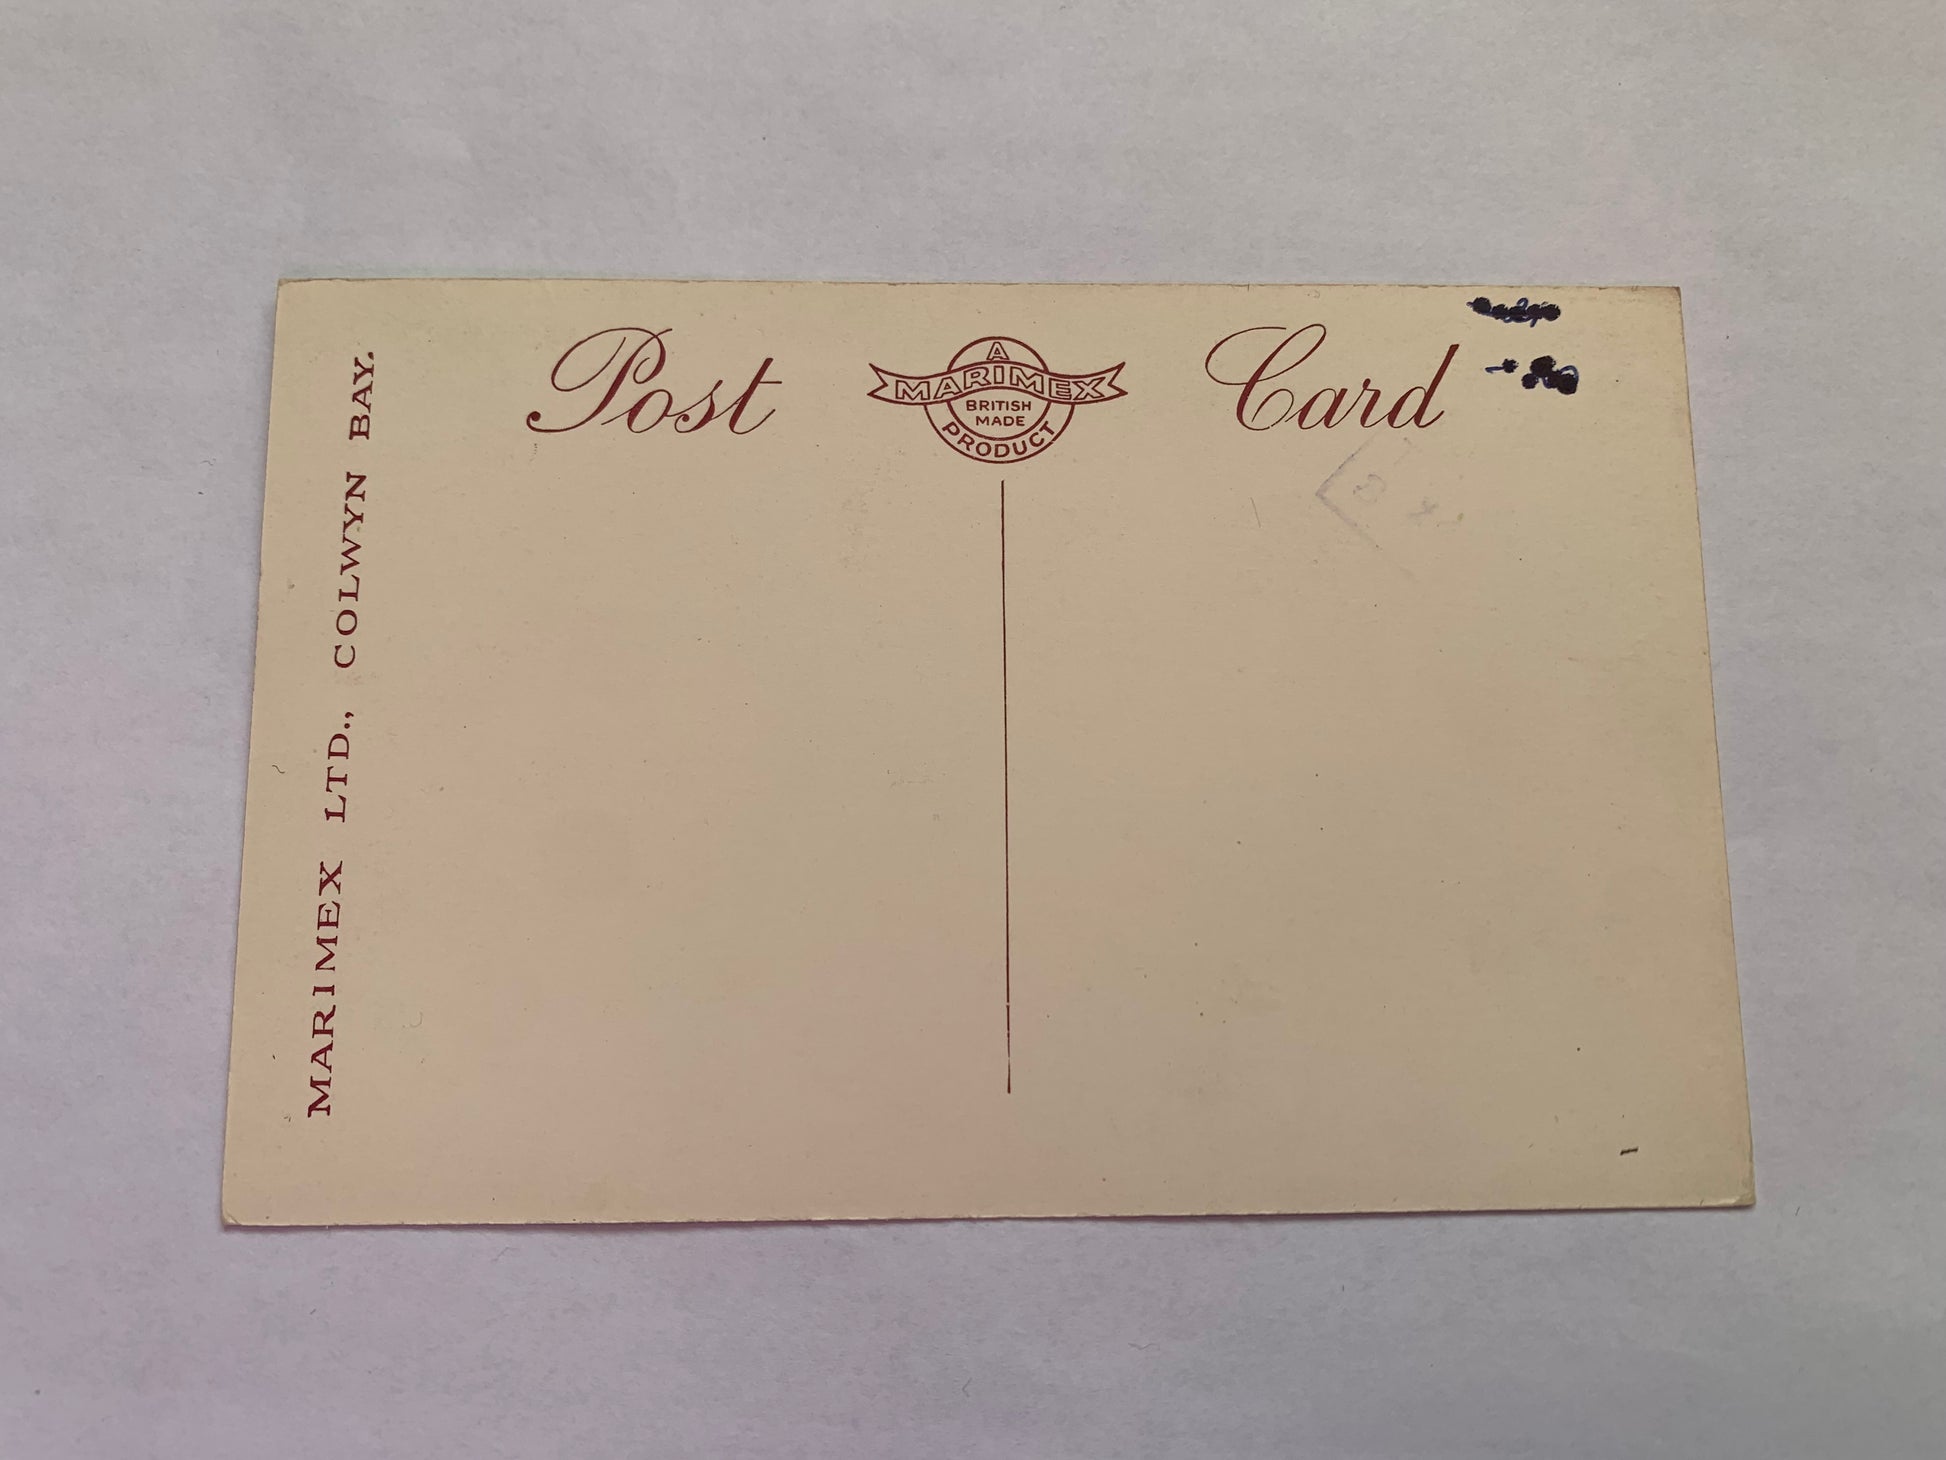 Post Card
A
MARIMEX
BRITISH
MADE
PRODUCT
MARIMEX LTD., COLWYN BAY.